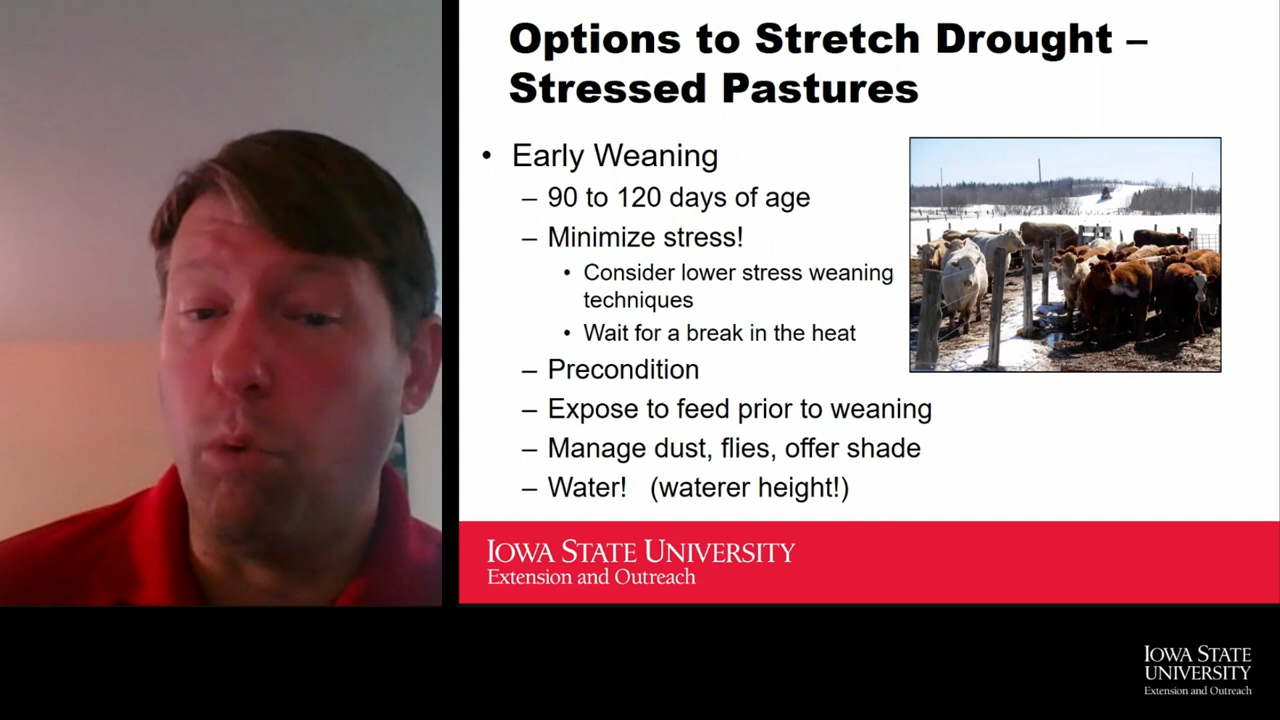 Options to Stretch Drought –
Stressed Pastures
• Early Weaning
– 90 to 120 days of age
– Minimize stress!
• Consider lower stress weaning
techniques
• Wait for a break in the heat
– Precondition
– Expose to feed prior to weaning
– Manage dust, flies, offer shade
– Water! (waterer height!)
IOWA STATE UNIVERSITY
Extension and Outreach
IOWA STATE
UNIVERSITY
Extension and Outreach